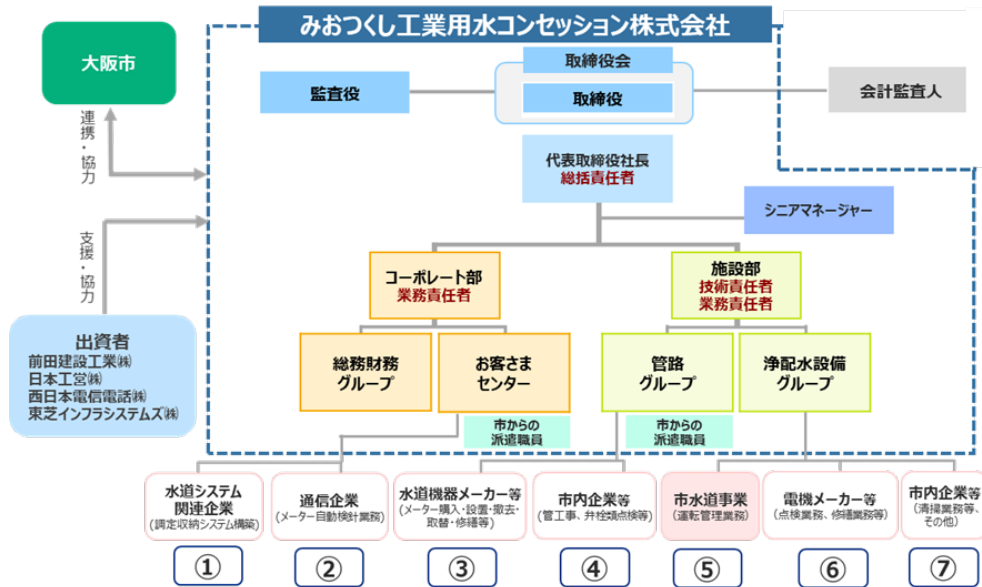 みおつくし工業用水コンセッション株式会社
大阪市
連携・協力
監査役
取締役会
取締役
会計監査人
代表取締役社長
総括責任者
シニアマネージャー
支援・協力
コーポレート部
業務責任者
施設部
技術責任者
業務責任者
出資者
前田建設工業㈱
日本工営㈱
西日本電信電話㈱
東芝インフラシステムズ㈱
総務財務
グループ
お客さま
センター
管路
グループ
浄配水設備
グループ
市からの
派遣職員
市からの
派遣職員
水道システム
関連企業
(調定収納システム構築)
通信企業
(メーター自動検針業務)
水道機器メーカー等
(メーター購入・設置・撤去・
取替・修繕等)
市内企業等
(管工事、弁栓類点検等)
市水道事業
(運転管理業務)
電機メーカー等
(点検業務、修繕業務等)
市内企業等
(清掃業務等、
その他)
①
②
③
④
⑤
⑥
⑦